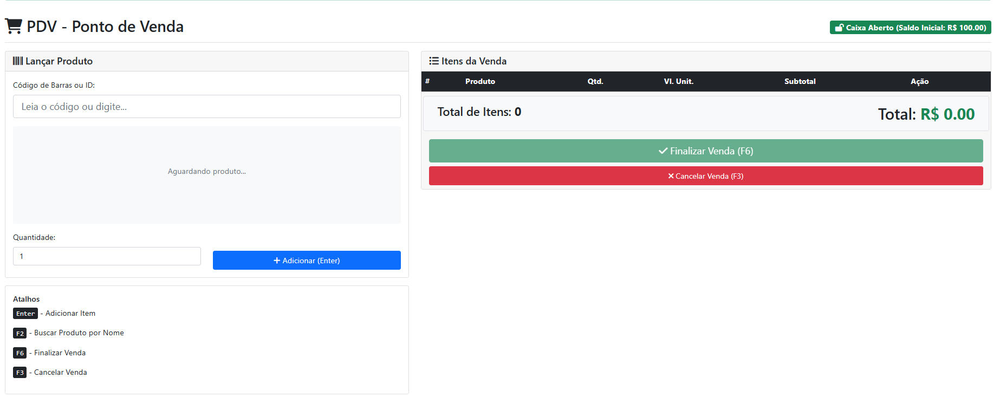 PDV - Ponto de Venda
Caixa Aberto (Saldo Inicial: R$ 100.00)
Lançar Produto
Código de Barras ou ID:
Leia o código ou digite...
Aguardando produto...
Quantidade:
1
Adicionar (Enter)
Atalhos
Enter - Adicionar Item
F2 - Buscar Produto por Nome
F6 - Finalizar Venda
F3 - Cancelar Venda
Itens da Venda
# Produto Qtd. Vl. Unit. Subtotal Ação
Total de Itens: 0 Total: R$ 0.00
Finalizar Venda (F6)
Cancelar Venda (F3)